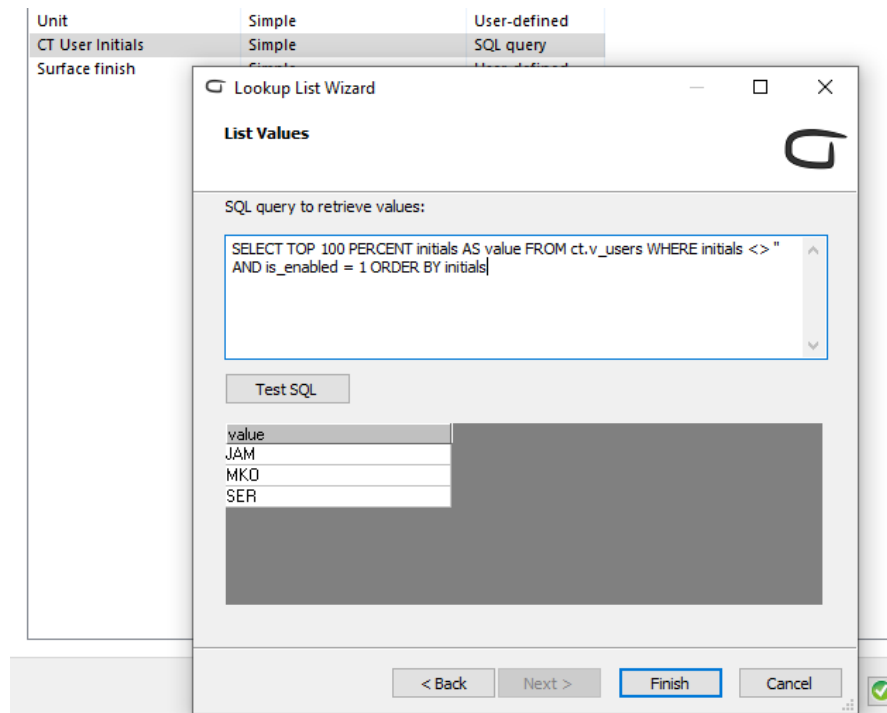 Unit Simple User-defined
CT User Initials Simple SQL query
Surface finish
Lookup List Wizard
List Values
SQL query to retrieve values:
SELECT TOP 100 PERCENT initials AS value FROM ct.v_users WHERE initials <> ''
AND is_enabled = 1 ORDER BY initials
Test SQL
value
JAM
MKO
SER
< Back Next > Finish Cancel